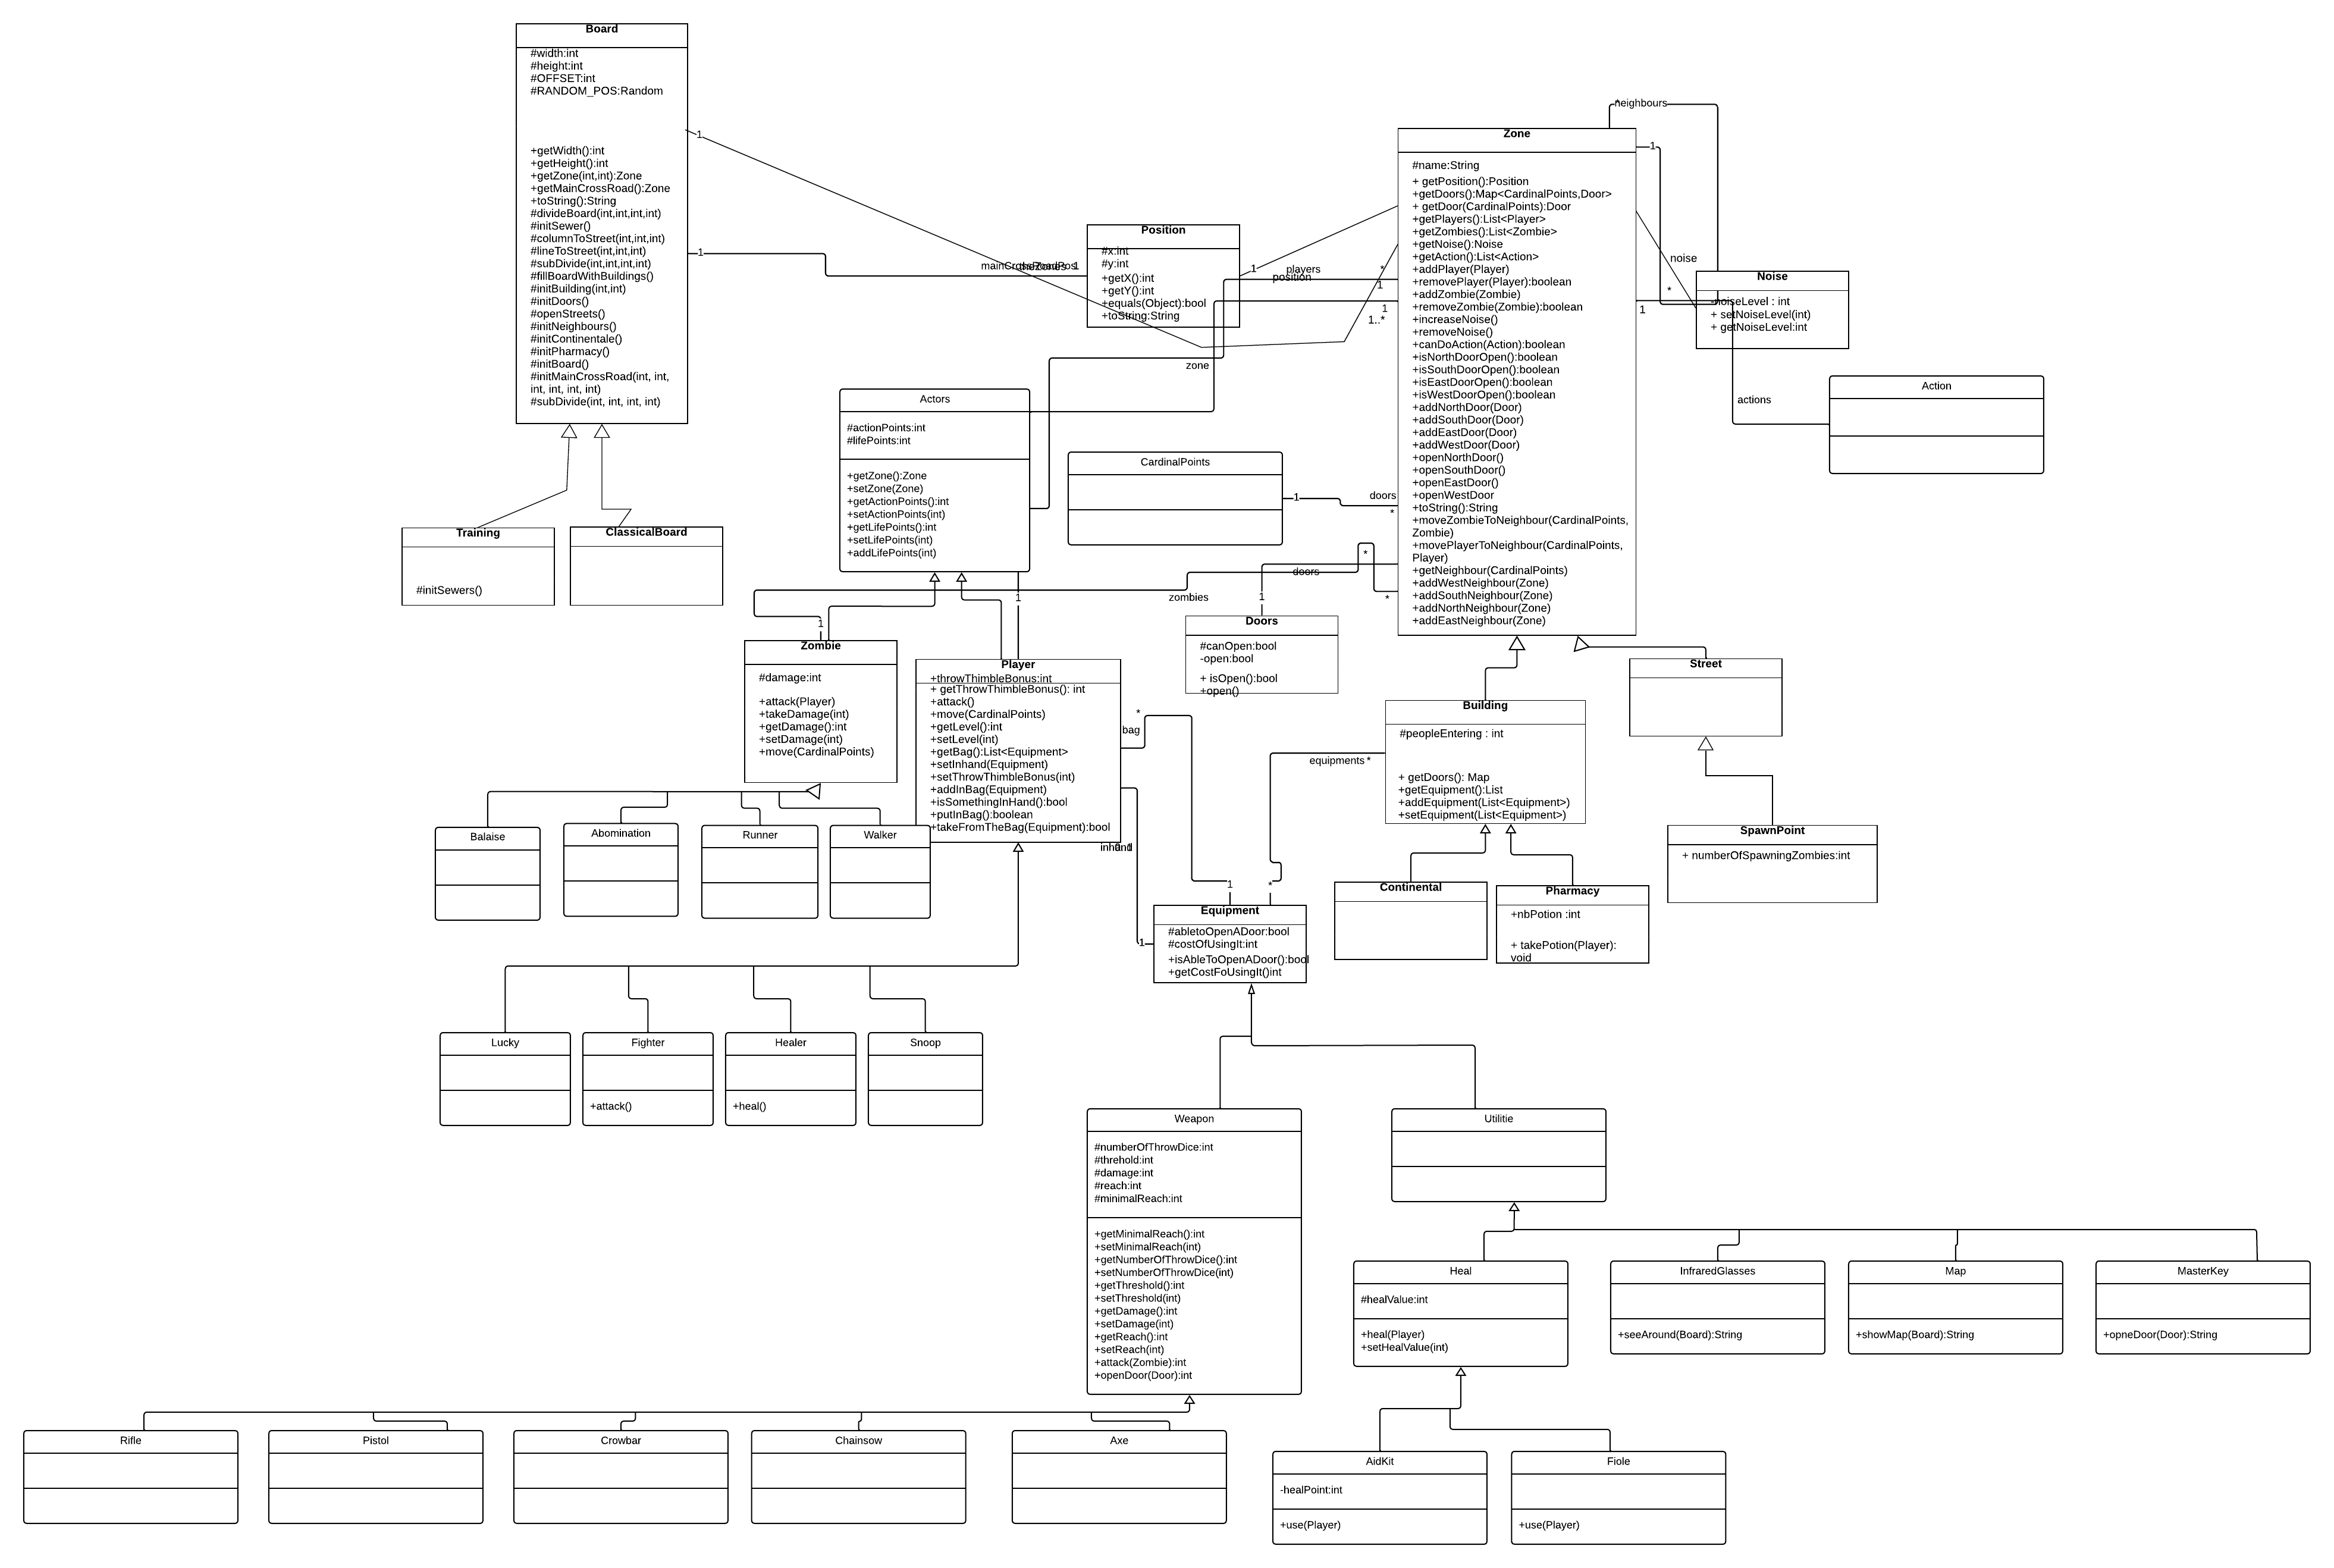 Board
#width:int
#height:int
#OFFSET:int
#RANDOM_POS:Random
+getWidth():int
+getHeight():int
+getZone(int,int):Zone
+getMainCrossRoad():Zone
+toString():String
#divideBoard(int,int,int,int)
#initSewer()
#columnToStreet(int,int,int)
#lineToStreet(int,int,int)
#subDivide(int,int,int,int)
#fillBoardWithBuildings()
#initBuilding(int,int)
#initDoors()
#openStreets()
#initNeighbours()
#initContinentale()
#initPharmacy()
#initBoard()
#initMainCrossRoad(int, int,
int, int, int, int)
#subDivide(int, int, int, int)
1
1
mainCrossRoadPos 1
theZones
Training
#initSewers()
ClassicalBoard
Position
#x:int
#y:int
+getX():int
+getY():int
+equals(Object):bool
+toString:String
1
players
position
*
1
1
1..*
zone
neighbours
*
Zone
#name:String
+ getPosition():Position
+getDoors():Map<CardinalPoints,Door>
+ getDoor(CardinalPoints):Door
+getPlayers():List<Player>
+getZombies():List<Zombie>
+getNoise():Noise
+getAction():List<Action>
+addPlayer(Player)
+removePlayer(Player):boolean
+addZombie(Zombie)
+removeZombie(Zombie):boolean
+increaseNoise()
+removeNoise()
+canDoAction(Action):boolean
+isNorthDoorOpen():boolean
+isSouthDoorOpen():boolean
+isEastDoorOpen():boolean
+isWestDoorOpen():boolean
+addNorthDoor(Door)
+addSouthDoor(Door)
+addEastDoor(Door)
+addWestDoor(Door)
+openNorthDoor()
+openSouthDoor()
+openEastDoor()
+openWestDoor
+toString():String
+moveZombieToNeighbour(CardinalPoints,
Zombie)
+movePlayerToNeighbour(CardinalPoints,
Player)
+getNeighbour(CardinalPoints)
+addWestNeighbour(Zone)
+addSouthNeighbour(Zone)
+addNorthNeighbour(Zone)
+addEastNeighbour(Zone)
1
noise
*
1
Noise
-noiseLevel : int
+ setNoiseLevel(int)
+ getNoiseLevel:int
actions
Action
Actors
#actionPoints:int
#lifePoints:int
+getZone():Zone
+setZone(Zone)
+getActionPoints():int
+setActionPoints(int)
+getLifePoints():int
+setLifePoints(int)
+addLifePoints(int)
CardinalPoints
1
doors
*
*
doors
*
zombies
1
1
1
Doors
#canOpen:bool
-open:bool
+ isOpen():bool
+open()
Zombie
#damage:int
+attack(Player)
+takeDamage(int)
+getDamage():int
+setDamage(int)
+move(CardinalPoints)
Player
+throwThimbleBonus:int
+ getThrowThimbleBonus(): int
+attack()
+move(CardinalPoints)
+getLevel():int
+setLevel(int)
+getBag():List<Equipment>
+setInhand(Equipment)
+setThrowThimbleBonus(int)
+addInBag(Equipment)
+isSomethingInHand():bool
+putInBag():boolean
+takeFromTheBag(Equipment):bool
*
bag
inhand
Building
#peopleEntering : int
+ getDoors(): Map
+getEquipment():List
+addEquipment(List<Equipment>)
+setEquipment(List<Equipment>)
equipments *
Street
SpawnPoint
+ numberOfSpawningZombies:int
Balaise
Abomination
Runner
Walker
1
*
1
Equipment
#abletoOpenADoor:bool
#costOfUsingIt:int
+isAbleToOpenADoor():bool
+getCostFoUsingIt()int
Continental
Pharmacy
+nbPotion :int
+ takePotion(Player):
void
Lucky
Fighter
+attack()
Healer
+heal()
Snoop
Weapon
#numberOfThrowDice:int
#threhold:int
#damage:int
#reach:int
#minimalReach:int
+getMinimalReach():int
+setMinimalReach(int)
+getNumberOfThrowDice():int
+setNumberOfThrowDice(int)
+getThreshold():int
+setThreshold(int)
+getDamage():int
+setDamage(int)
+getReach():int
+setReach(int)
+attack(Zombie):int
+openDoor(Door):int
Utilitie
Heal
#healValue:int
+heal(Player)
+setHealValue(int)
InfraredGlasses
+seeAround(Board):String
Map
+showMap(Board):String
MasterKey
+opneDoor(Door):String
Rifle
Pistol
Crowbar
Chainsow
Axe
AidKit
-healPoint:int
+use(Player)
Fiole
+use(Player)